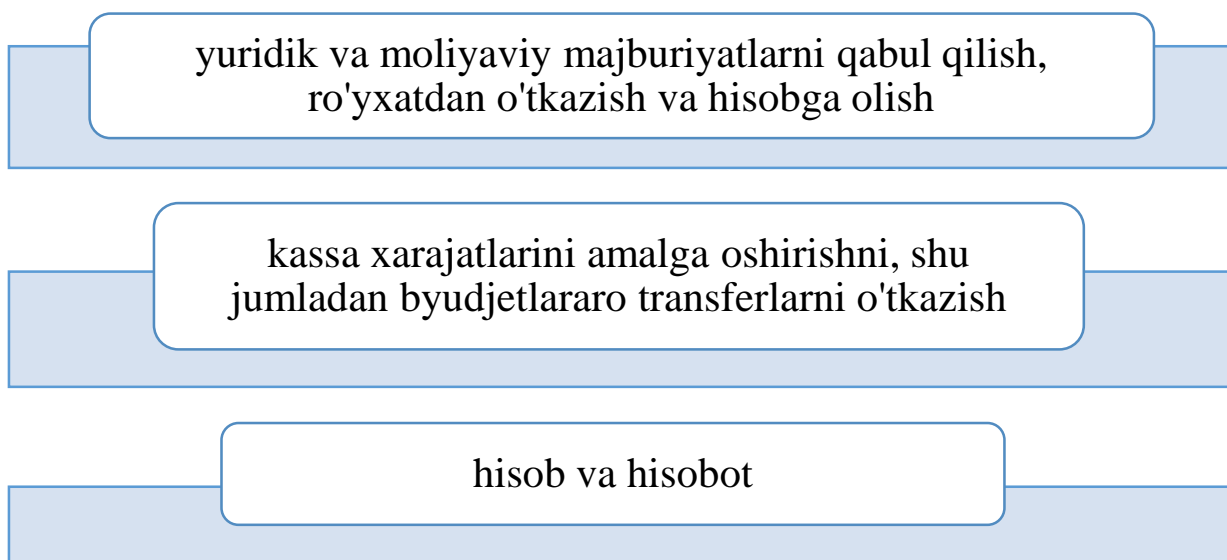 yuridik va moliyaviy majburiyatlarni qabul qilish,
ro'yxatdan o'tkazish va hisobga olish
kassa xarajatlarini amalga oshirishni, shu
jumladan byudjetlararo transferlarni o'tkazish
hisob va hisobot